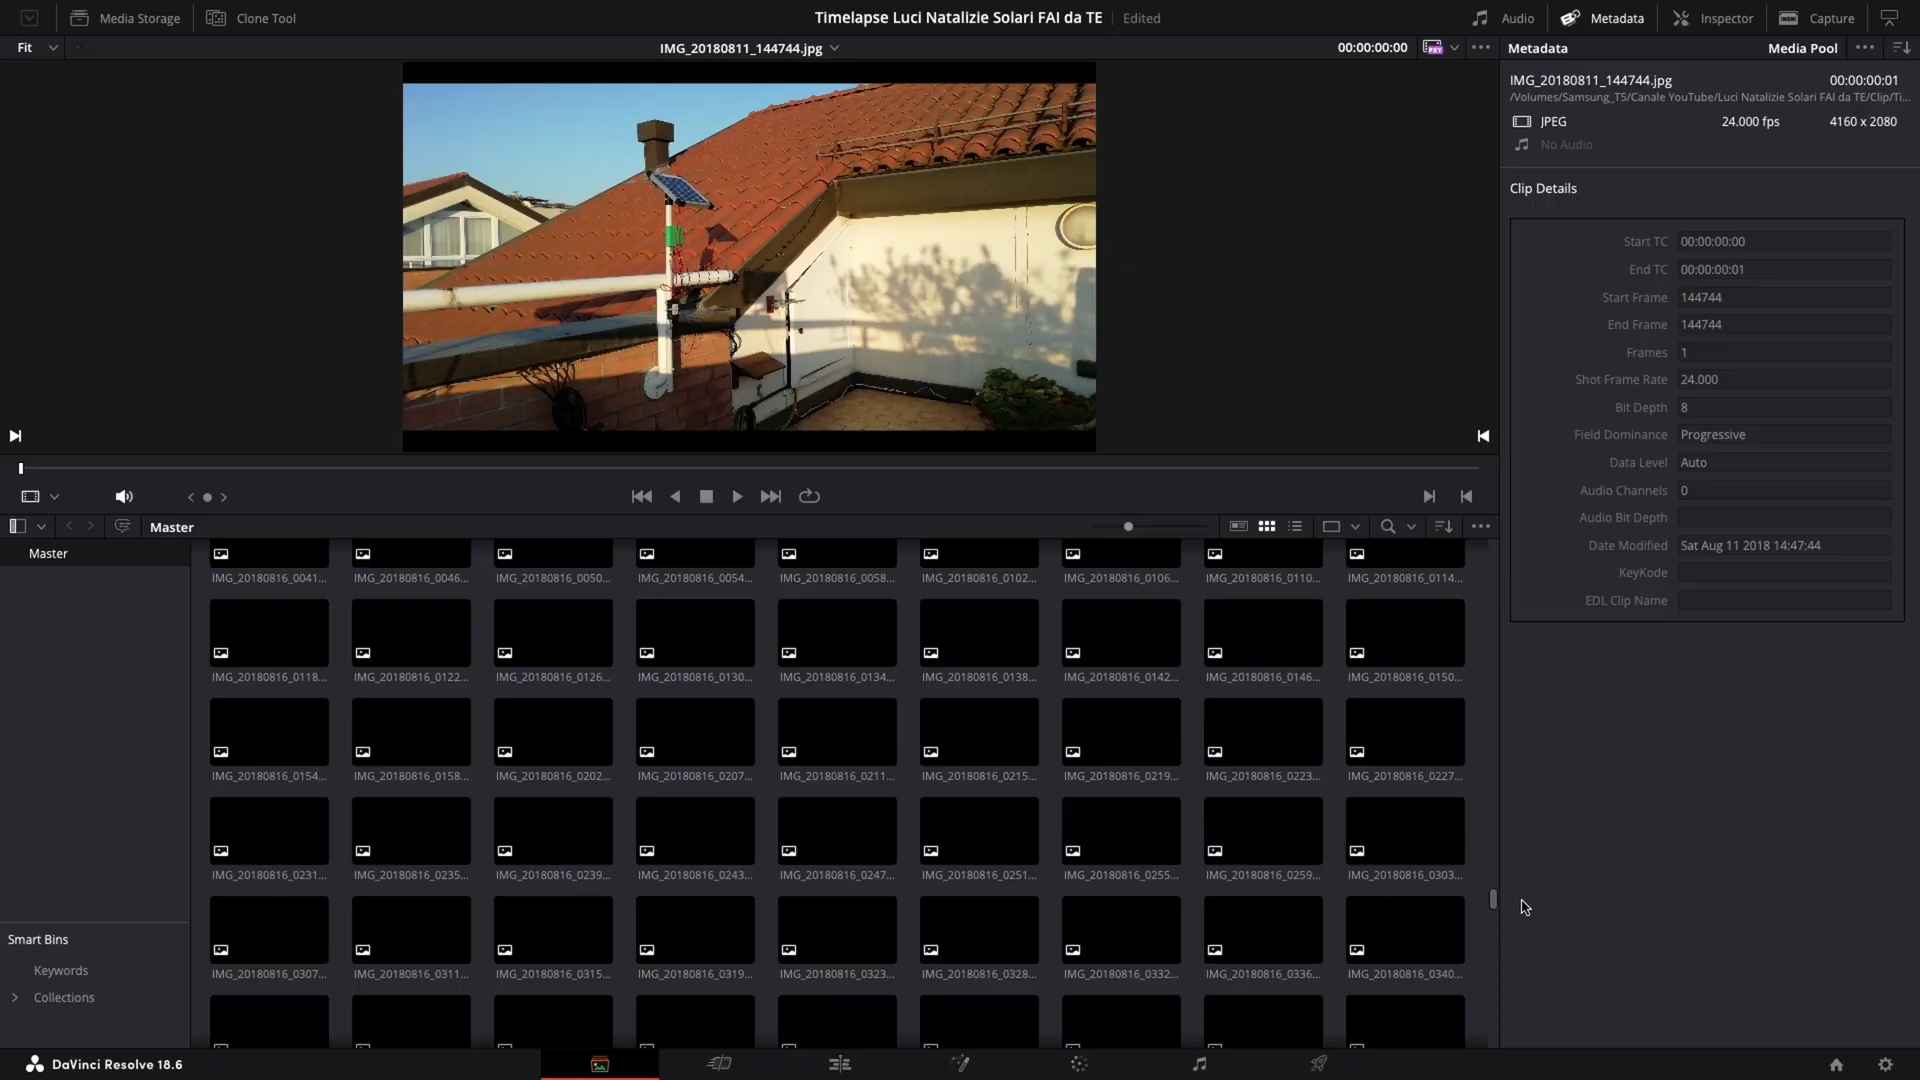 Media Storage
Clone Tool
Timelapse Luci Natalizie Solari FAI da TE
Edited
Audio
Metadata
Inspector
Capture
Fit
IMG_20180811_144744.jpg
00:00:00:00
Metadata
Media Pool
IMG_20180811_144744.jpg
00:00:00:01
/Volumes/Samsung_T5/Canale YouTube/Luci Natalizie Solari FAI da TE/Clip/Ti...
JPEG
24.000 fps
4160 x 2080
No Audio
Clip Details
Start TC 00:00:00:00
End TC 00:00:00:01
Start Frame 144744
End Frame 144744
Frames 1
Shot Frame Rate 24.000
Bit Depth 8
Field Dominance Progressive
Data Level Auto
Audio Channels 0
Audio Bit Depth
Date Modified Sat Aug 11 2018 14:47:44
KeyKode
EDL Clip Name
Master
Master
IMG_20180816_0041... IMG_20180816_0046... IMG_20180816_0050... IMG_20180816_0054... IMG_20180816_0058... IMG_20180816_0102... IMG_20180816_0106... IMG_20180816_0110... IMG_20180816_0114...
IMG_20180816_0118... IMG_20180816_0122... IMG_20180816_0126... IMG_20180816_0130... IMG_20180816_0134... IMG_20180816_0138... IMG_20180816_0142... IMG_20180816_0146... IMG_20180816_0150...
IMG_20180816_0154... IMG_20180816_0158... IMG_20180816_0202... IMG_20180816_0207... IMG_20180816_0211... IMG_20180816_0215... IMG_20180816_0219... IMG_20180816_0223... IMG_20180816_0227...
IMG_20180816_0231... IMG_20180816_0235... IMG_20180816_0239... IMG_20180816_0243... IMG_20180816_0247... IMG_20180816_0251... IMG_20180816_0255... IMG_20180816_0259... IMG_20180816_0303...
IMG_20180816_0307... IMG_20180816_0311... IMG_20180816_0315... IMG_20180816_0319... IMG_20180816_0323... IMG_20180816_0328... IMG_20180816_0332... IMG_20180816_0336... IMG_20180816_0340...
Smart Bins
Keywords
Collections
DaVinci Resolve 18.6